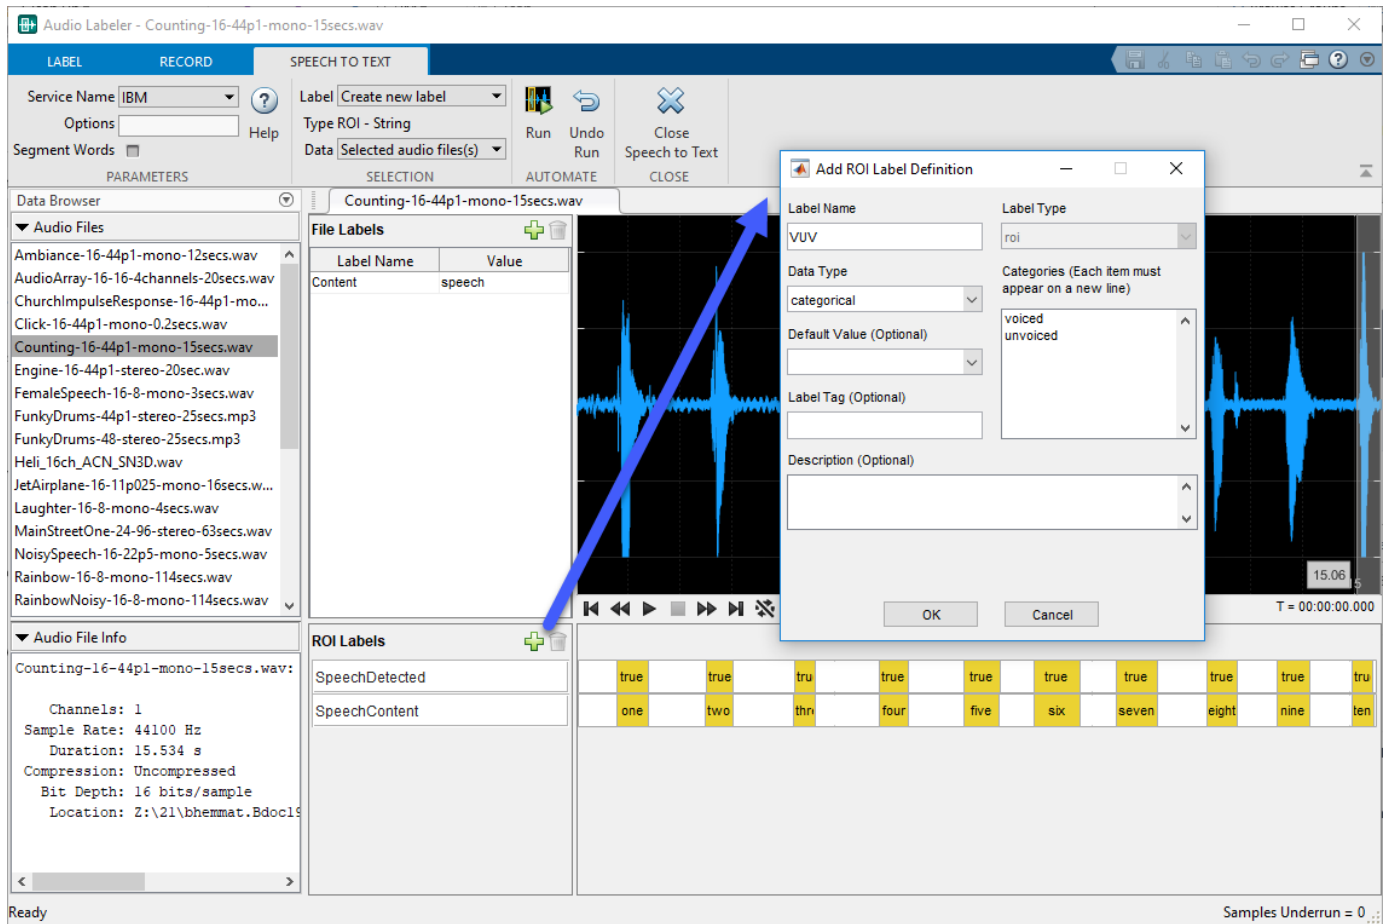 Audio Labeler - Counting-16-44p1-mono-15secs.wav
LABEL
RECORD
SPEECH TO TEXT
Service Name IBM
Options
Segment Words
Help
PARAMETERS
Label Create new label
Type ROI - String
Data Selected audio files(s)
SELECTION
Run
Undo
Run
AUTOMATE
Close
Speech to Text
CLOSE
Data Browser
Audio Files
Ambiance-16-44p1-mono-12secs.wav
AudioArray-16-16-4channels-20secs.wav
ChurchImpulseResponse-16-44p1-mo...
Click-16-44p1-mono-0.2secs.wav
Counting-16-44p1-mono-15secs.wav
Engine-16-44p1-stereo-20sec.wav
FemaleSpeech-16-8-mono-3secs.wav
FunkyDrums-44p1-stereo-25secs.mp3
FunkyDrums-48-stereo-25secs.mp3
Heli_16ch_ACN_SN3D.wav
JetAirplane-16-11p025-mono-16secs.w...
Laughter-16-8-mono-4secs.wav
MainStreetOne-24-96-stereo-63secs.wav
NoisySpeech-16-22p5-mono-5secs.wav
Rainbow-16-8-mono-114secs.wav
RainbowNoisy-16-8-mono-114secs.wav
Audio File Info
Counting-16-44p1-mono-15secs.wav:
Channels: 1
Sample Rate: 44100 Hz
Duration: 15.534 s
Compression: Uncompressed
Bit Depth: 16 bits/sample
Location: Z:\21\bhemmat.Bdoc19
Counting-16-44p1-mono-15secs.wav
File Labels
Label Name Value
Content speech
Add ROI Label Definition
Label Name
VUV
Label Type
roi
Data Type
categorical
Categories (Each item must
appear on a new line)
voiced
unvoiced
Default Value (Optional)
Label Tag (Optional)
Description (Optional)
OK
Cancel
15.06
T = 00:00:00.000
ROI Labels
SpeechDetected
true true tru true true true true true true tru
SpeechContent
one two thr four five six seven eight nine ten
Ready
Samples Underrun = 0